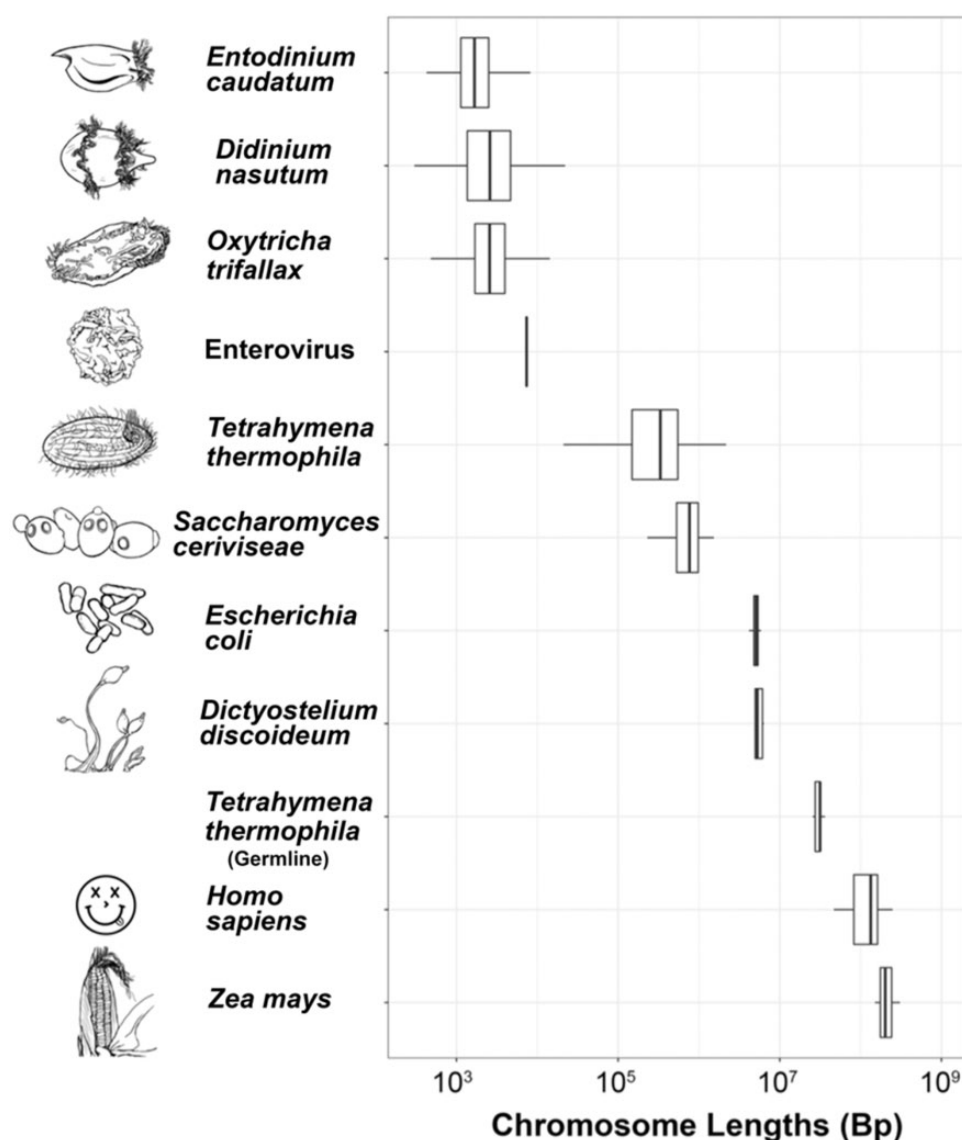 Entodinium
caudatum
Didinium
nasutum
Oxytricha
trifallax
Enterovirus
Tetrahymena
thermophila
Saccharomyces
ceriviseae
Escherichia
coli
Dictyostelium
discoideum
Tetrahymena
thermophila
(Germline)
Homo
sapiens
Zea mays
10³ 10⁵ 10⁷ 10⁹
Chromosome Lengths (Bp)